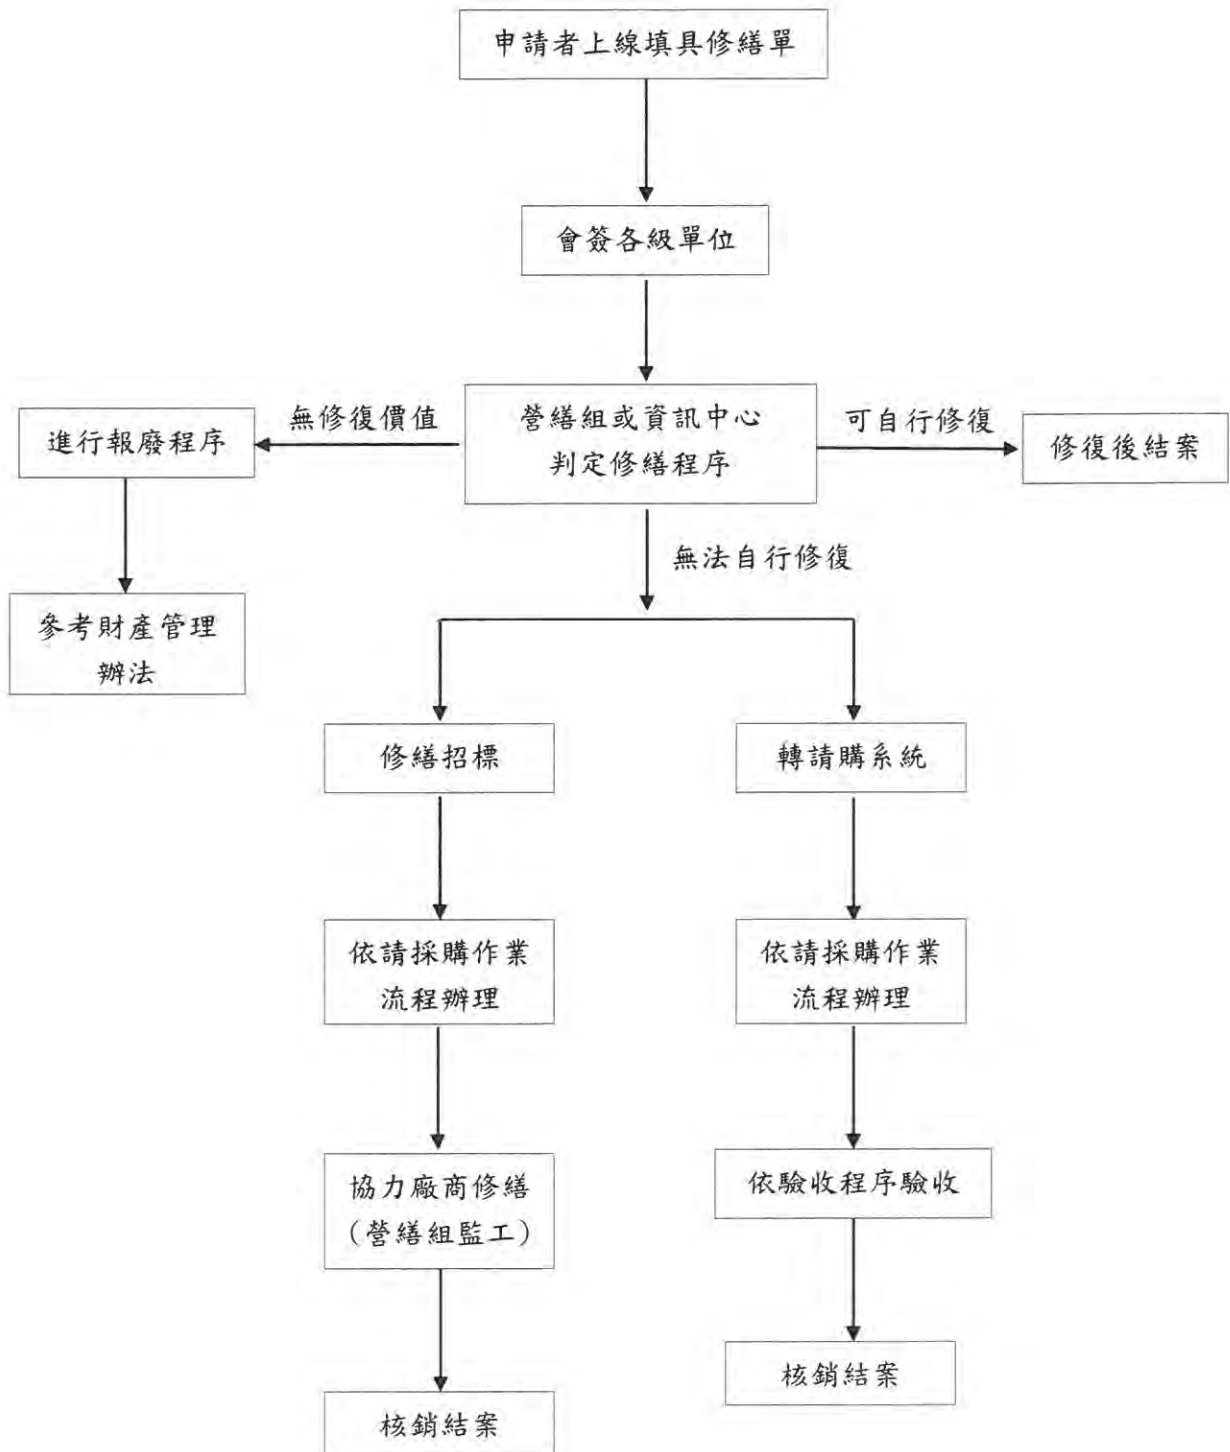 申請者上線填具修繕單
會簽各級單位
營繕組或資訊中心
判定修繕程序
無修復價值
進行報廢程序
參考財產管理
辦法
可自行修復
修復後結案
無法自行修復
修繕招標
依請採購作業
流程辦理
協力廠商修繕
（營繕組監工）
核銷結案
轉請購系統
依請採購作業
流程辦理
依驗收程序驗收
核銷結案